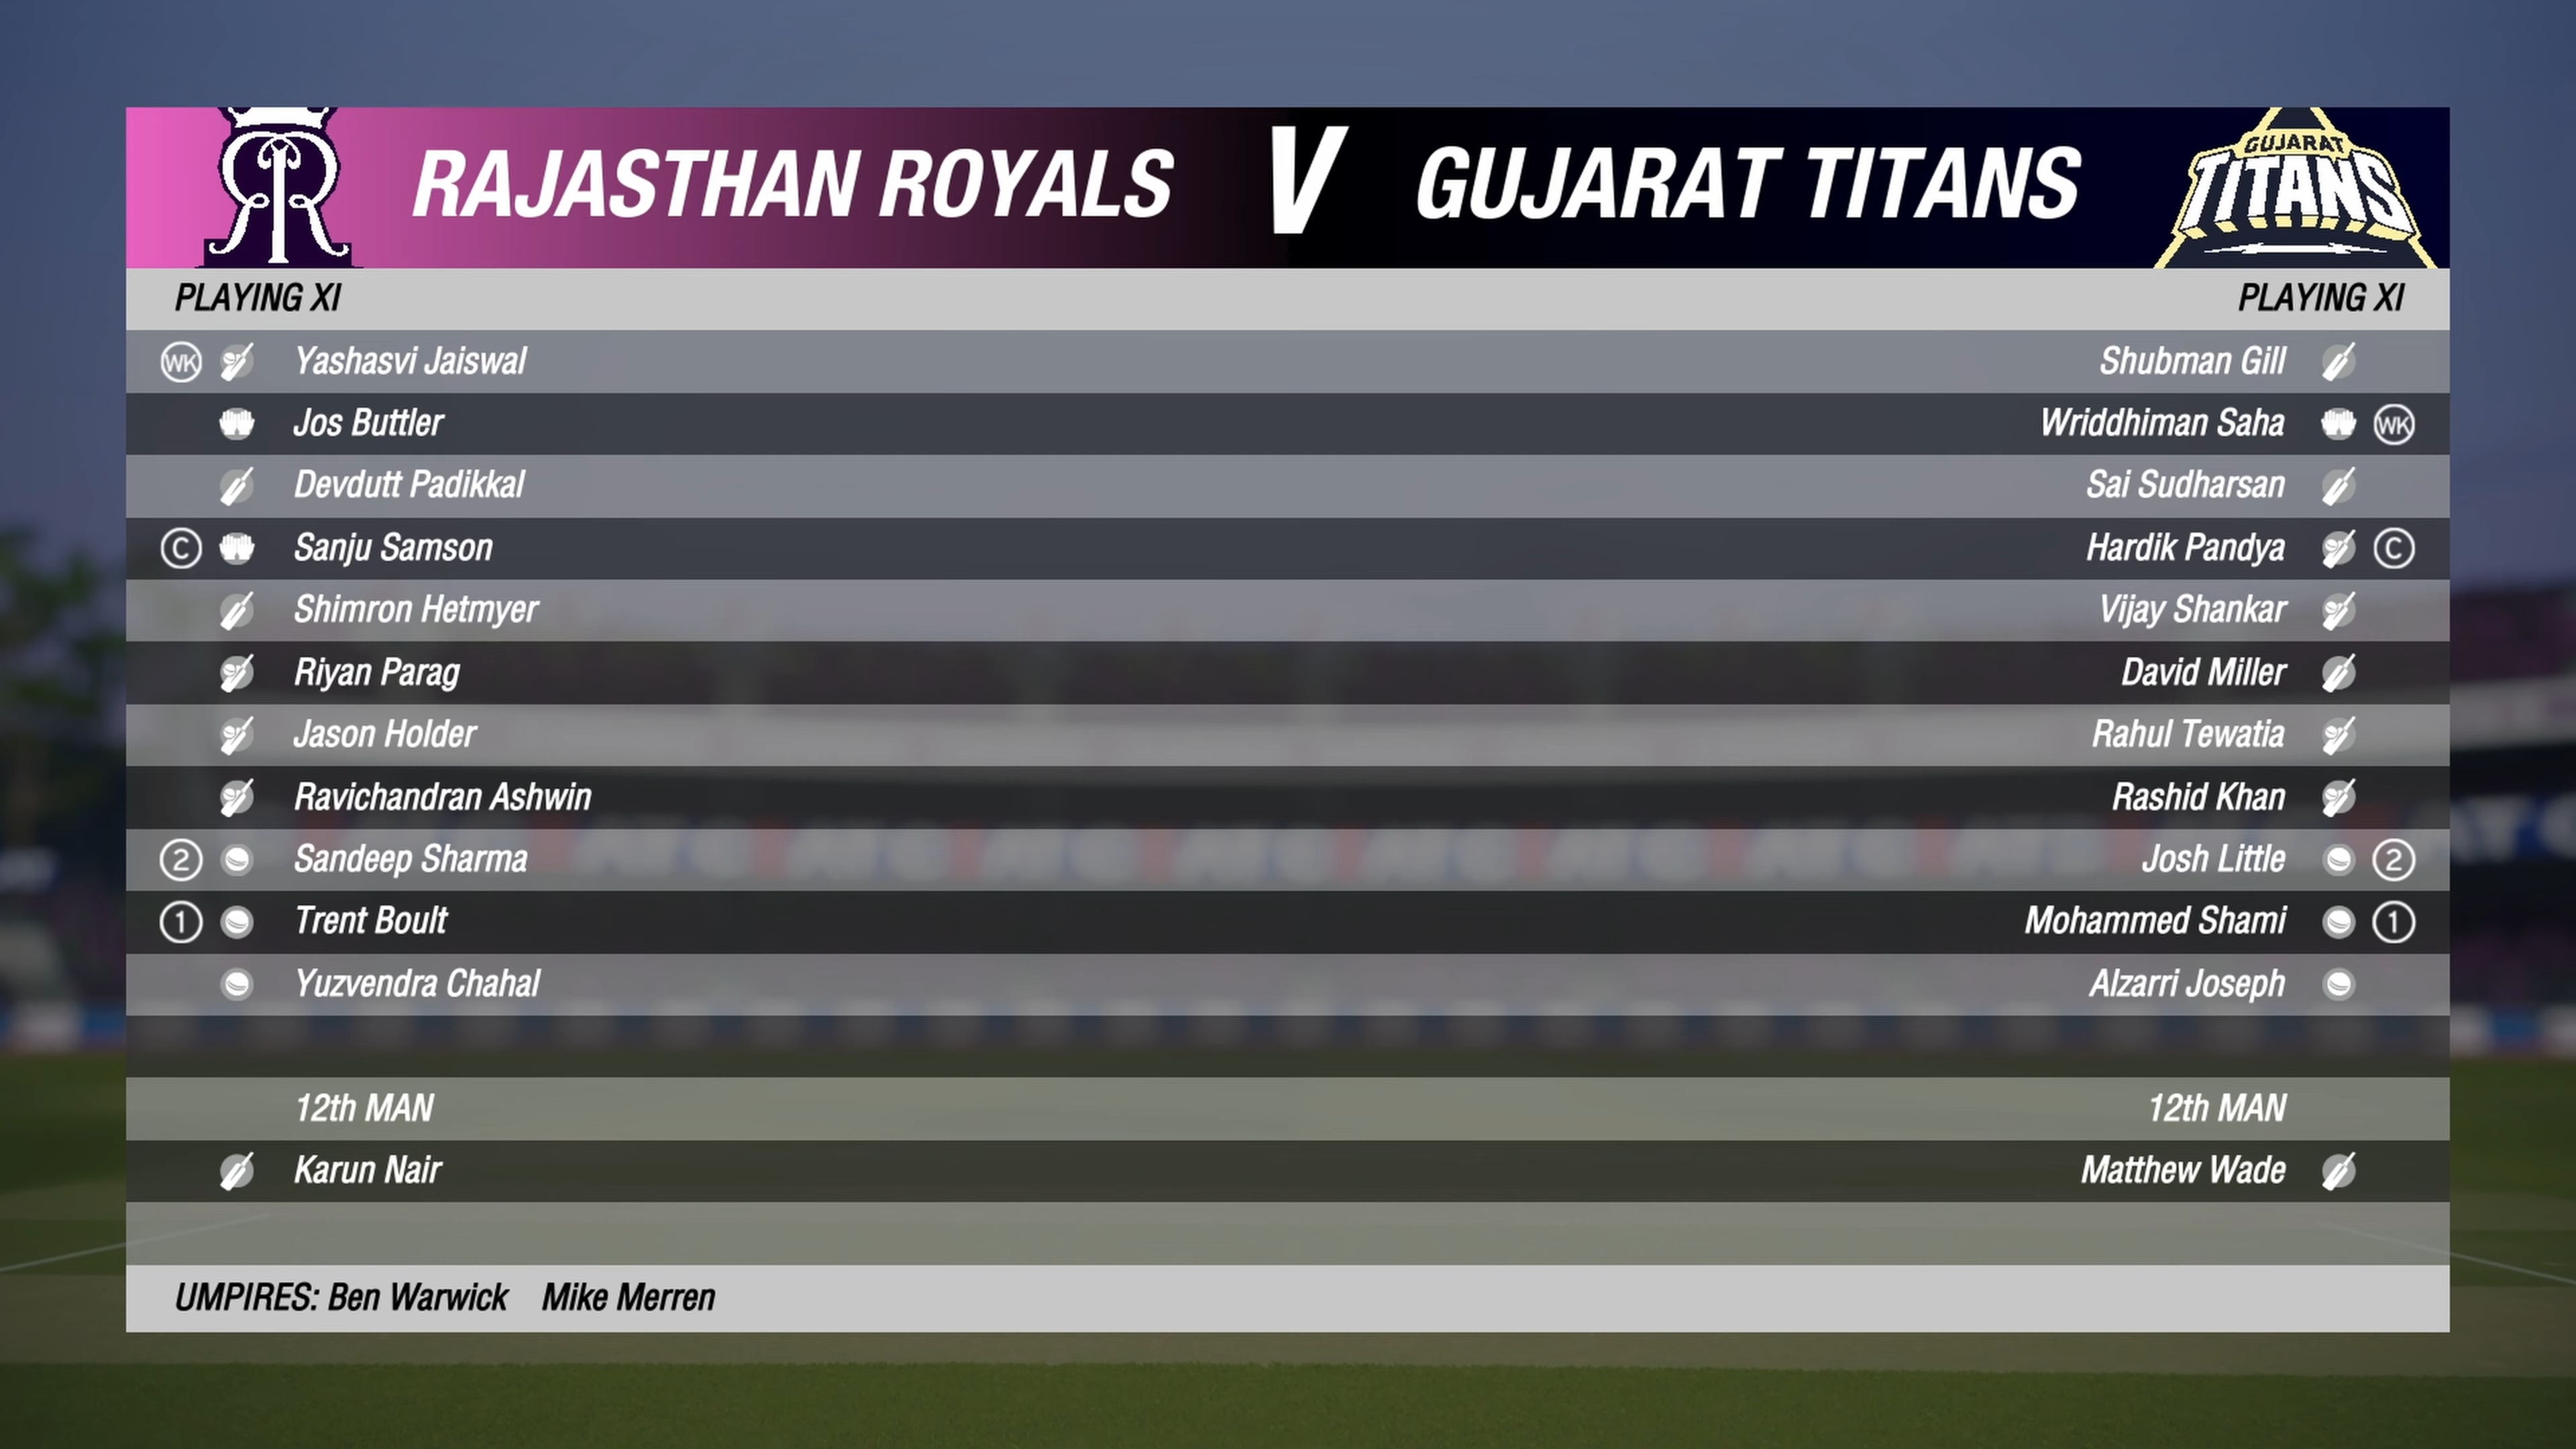 RAJASTHAN ROYALS V GUJARAT TITANS GUJARAT TITANS
PLAYING XI PLAYING XI
WK Yashasvi Jaiswal Shubman Gill
Jos Buttler Wriddhiman Saha WK
Devdutt Padikkal Sai Sudharsan
C Sanju Samson Hardik Pandya C
Shimron Hetmyer Vijay Shankar
Riyan Parag David Miller
Jason Holder Rahul Tewatia
Ravichandran Ashwin Rashid Khan
2 Sandeep Sharma Josh Little 2
1 Trent Boult Mohammed Shami 1
Yuzvendra Chahal Alzarri Joseph
12th MAN 12th MAN
Karun Nair Matthew Wade
UMPIRES: Ben Warwick Mike Merren